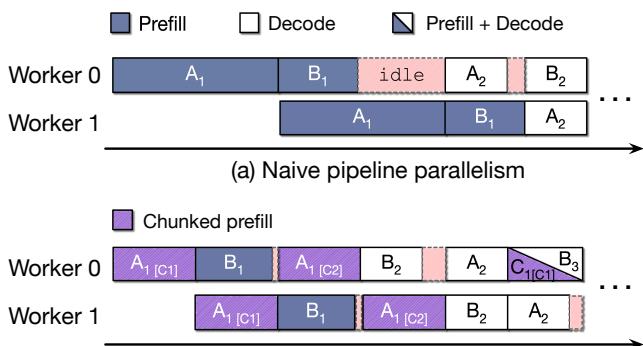 Prefill Decode Prefill + Decode
Worker 0 A1 B1 idle A2 B2
Worker 1 A1 B1 A2 ...
(a) Naive pipeline parallelism
Chunked prefill
Worker 0 A1 [C1] B1 A1 [C2] B2 A2 C1[C1] B3
Worker 1 A1 [C1] B1 A1 [C2] B2 A2 ...